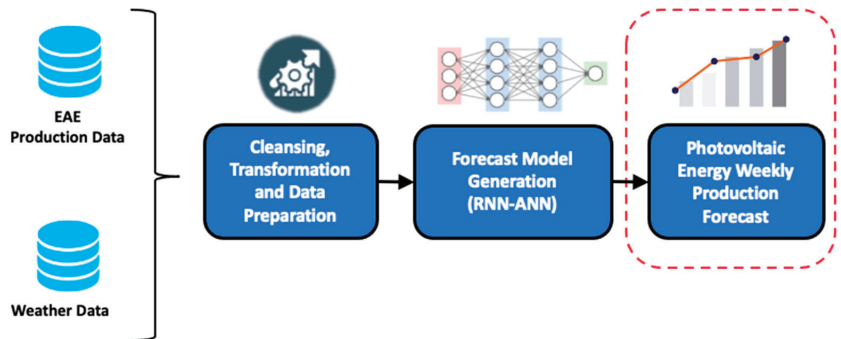 EAE
Production Data
Weather Data
Cleansing,
Transformation
and Data
Preparation
Forecast Model
Generation
(RNN-ANN)
Photovoltaic
Energy Weekly
Production
Forecast